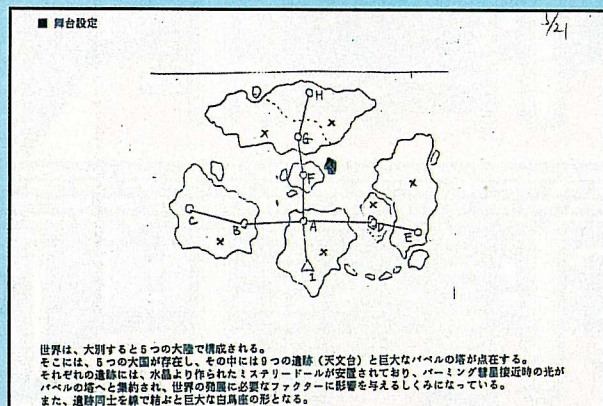 ■ 舞台設定
5/21
H
G
F
C
B
A
D
E
1
世界は、大別すると5つの大陸で構成される。
そこには、5つの大国が存在し、その中には9つの遺跡（天文台）と巨大なバベルの塔が点在する。
それぞれの遺跡には、水晶より作られたミステリードールが安置されており、バーミング彗星接近時の光が
バベルの塔へと集約され、世界の発展に必要なファクターに影響を与えるしくみになっている。
また、遺跡同士を線で結ぶと巨大な白鳥座の形となる。